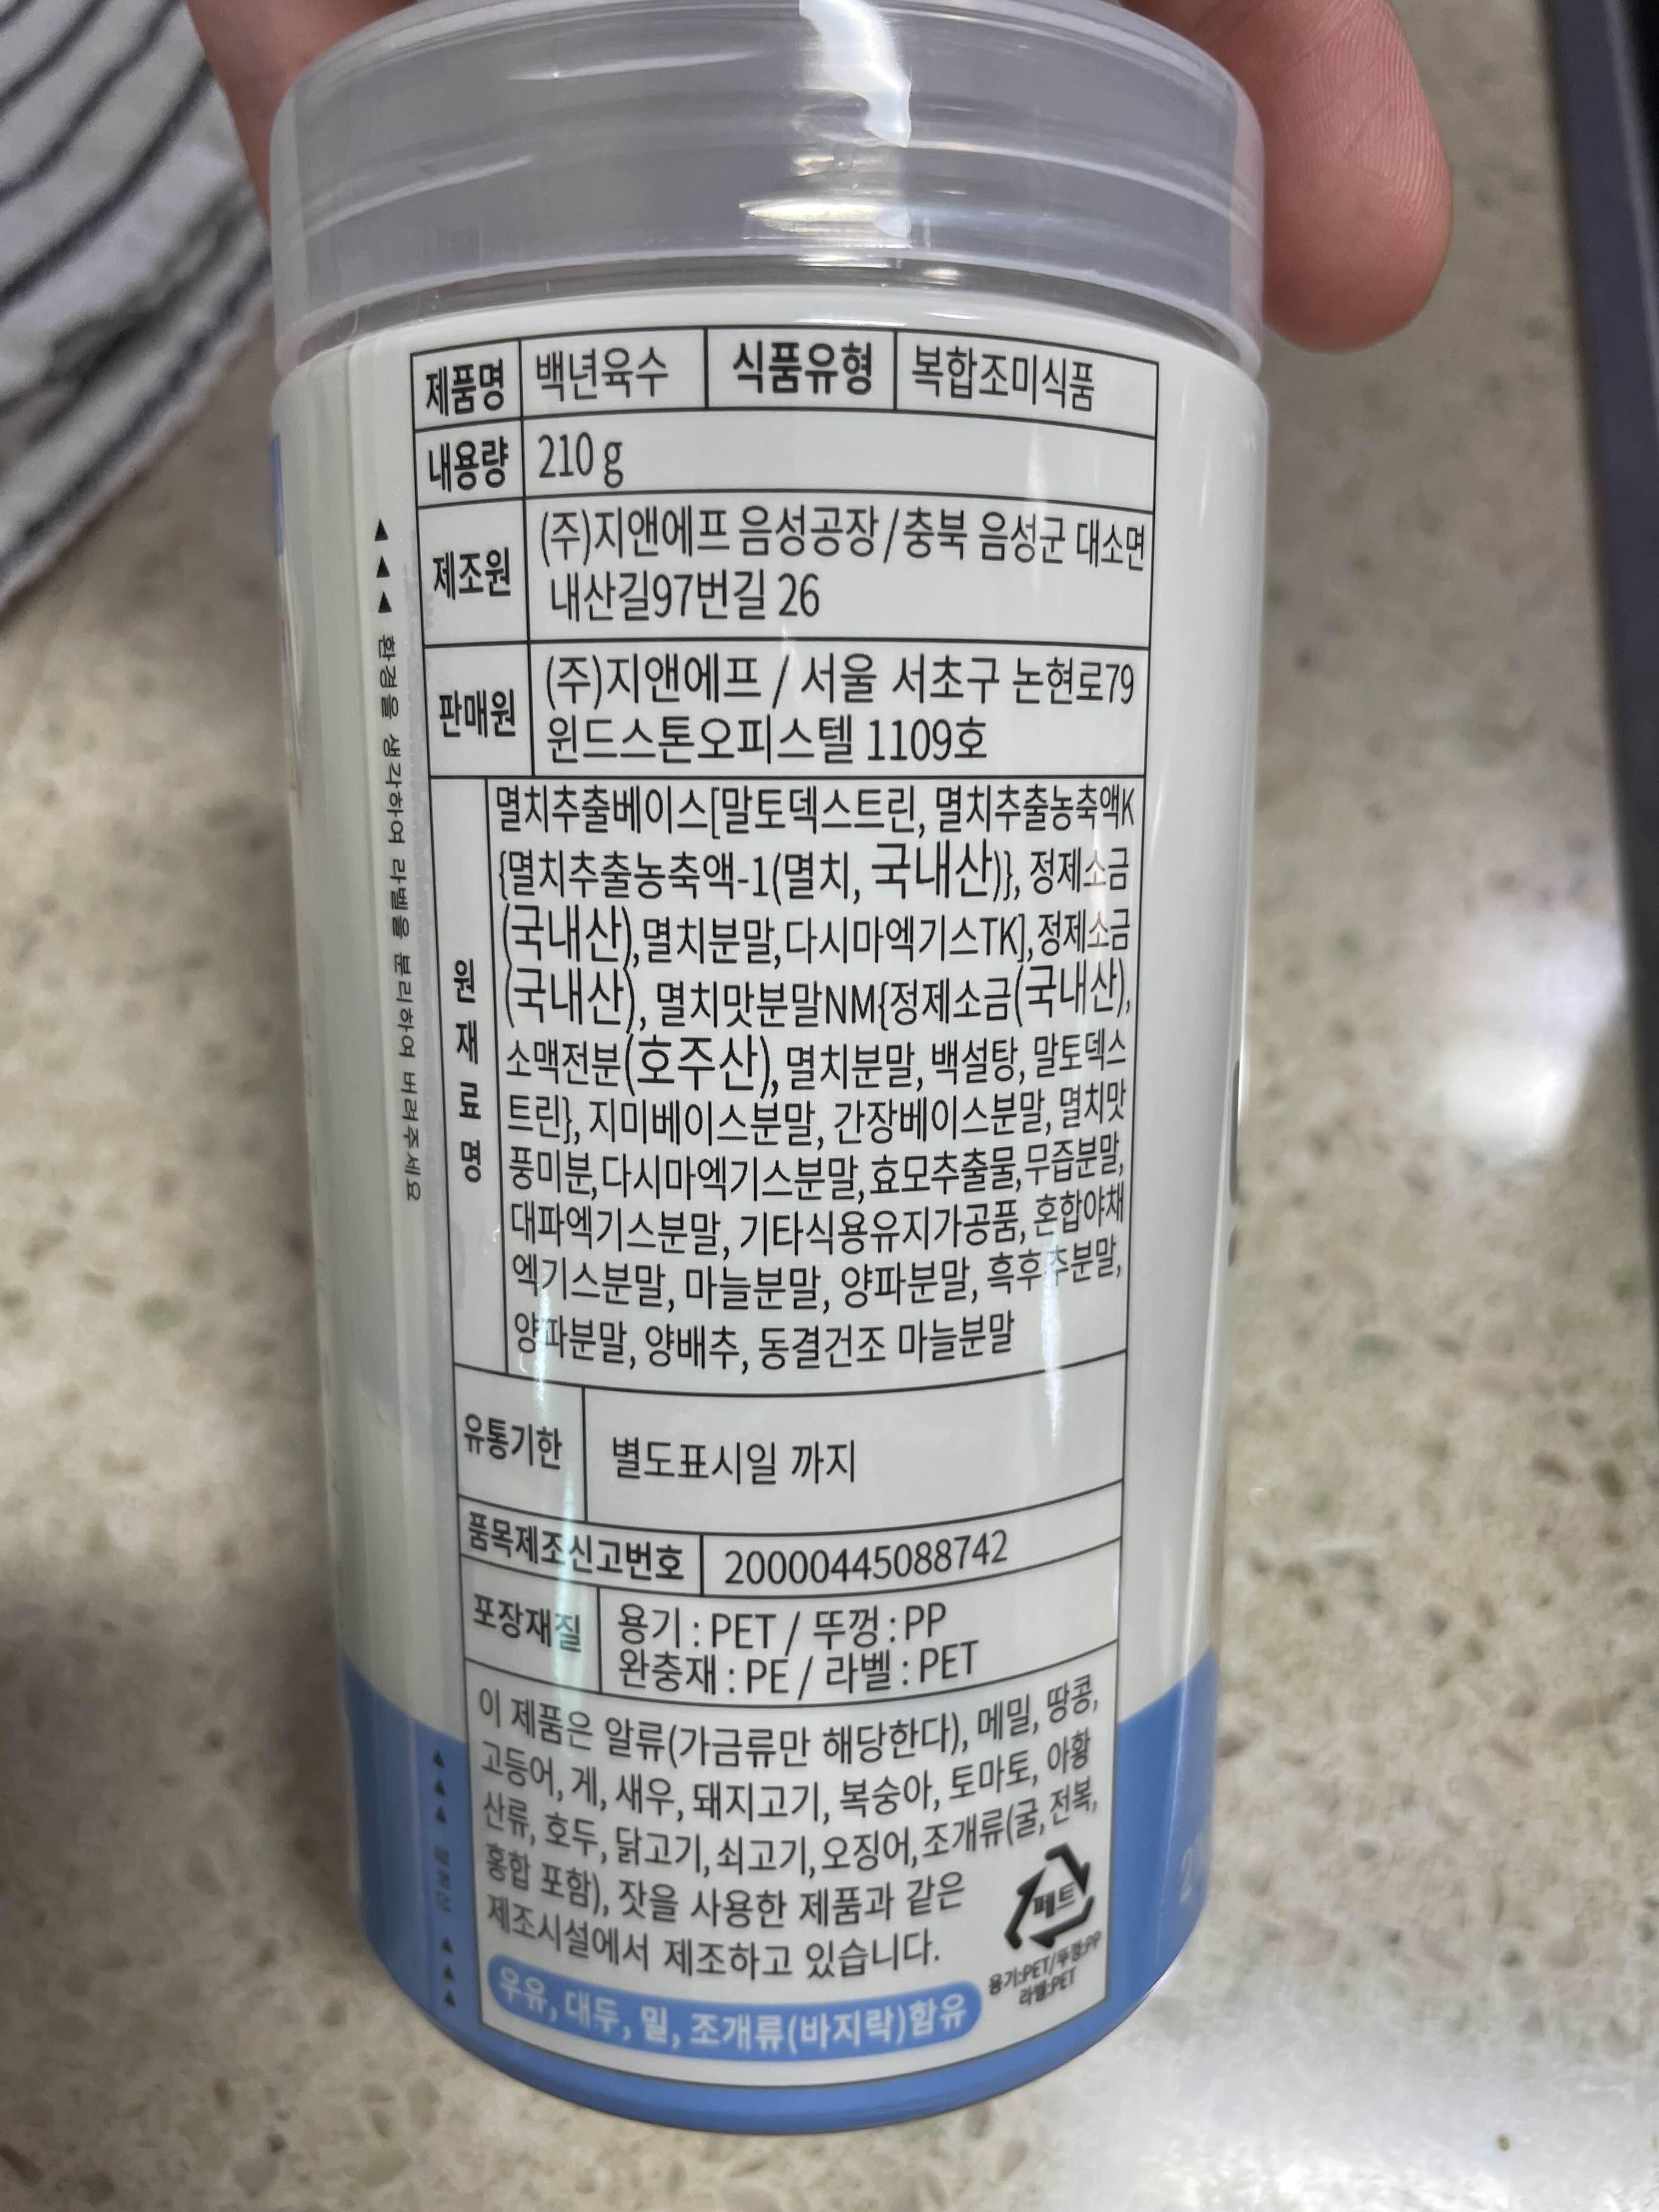 제품명 백년육수 식품유형 복합조미식품
내용량 210 g
제조원 (주)지앤에프 음성공장 / 충북 음성군 대소면
내산길97번길 26
판매원 (주)지앤에프 / 서울 서초구 논현로79
윈드스톤오피스텔 1109호
원재료명
멸치추출베이스[말토덱스트린, 멸치추출농축액K
{멸치추출농축액-1(멸치, 국내산)}, 정제소금
(국내산), 멸치분말, 다시마엑기스TK], 정제소금
(국내산), 멸치맛분말NM{정제소금(국내산),
소맥전분(호주산), 멸치분말, 백설탕, 말토덱스
트린}, 지미베이스분말, 간장베이스분말, 멸치맛
풍미분, 다시마엑기스분말, 효모추출물, 무즙분말,
대파엑기스분말, 기타식용유지가공품, 혼합야채
엑기스분말, 마늘분말, 양파분말, 흑후추분말,
양파분말, 양배추, 동결건조 마늘분말
유통기한 별도표시일 까지
품목제조신고번호 20000445088742
포장재질 용기 : PET / 뚜껑 : PP
완충재 : PE / 라벨 : PET
이 제품은 알류(가금류만 해당한다), 메밀, 땅콩,
고등어, 게, 새우, 돼지고기, 복숭아, 토마토, 아황
산류, 호두, 닭고기, 쇠고기, 오징어, 조개류(굴, 전복,
홍합 포함), 잣을 사용한 제품과 같은
제조시설에서 제조하고 있습니다.
우유, 대두, 밀, 조개류(바지락)함유
페트
용기:PET/뚜껑:PP
라벨:PET
환경을 생각하여 라벨을 분리하여 버려주세요